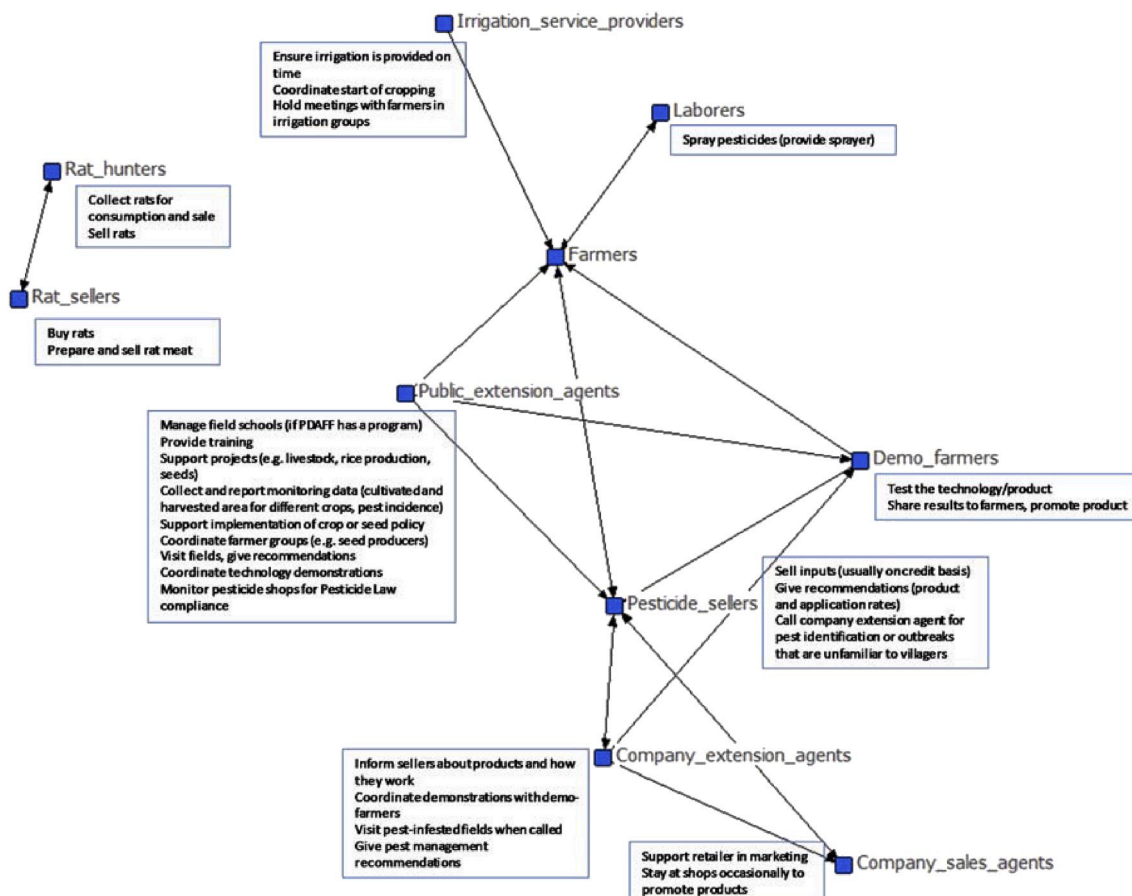 Irrigation_service_providers
Ensure irrigation is provided on
time
Coordinate start of cropping
Hold meetings with farmers in
irrigation groups
Laborers
Spray pesticides (provide sprayer)
Rat_hunters
Collect rats for
consumption and sale
Sell rats
Farmers
Rat_sellers
Buy rats
Prepare and sell rat meat
Public_extension_agents
Manage field schools (if PDAFF has a program)
Provide training
Support projects (e.g. livestock, rice production,
seeds)
Collect and report monitoring data (cultivated and
harvested area for different crops, pest incidence)
Support implementation of crop or seed policy
Coordinate farmer groups (e.g. seed producers)
Visit fields, give recommendations
Coordinate technology demonstrations
Monitor pesticide shops for Pesticide Law
compliance
Demo_farmers
Test the technology/product
Share results to farmers, promote product
Pesticide_sellers
Sell inputs (usually on credit basis)
Give recommendations (product
and application rates)
Call company extension agent for
pest identification or outbreaks
that are unfamiliar to villagers
Company_extension_agents
Inform sellers about products and how
they work
Coordinate demonstrations with demo-
farmers
Visit pest-infested fields when called
Give pest management
recommendations
Company_sales_agents
Support retailer in marketing
Stay at shops occasionally to
promote products